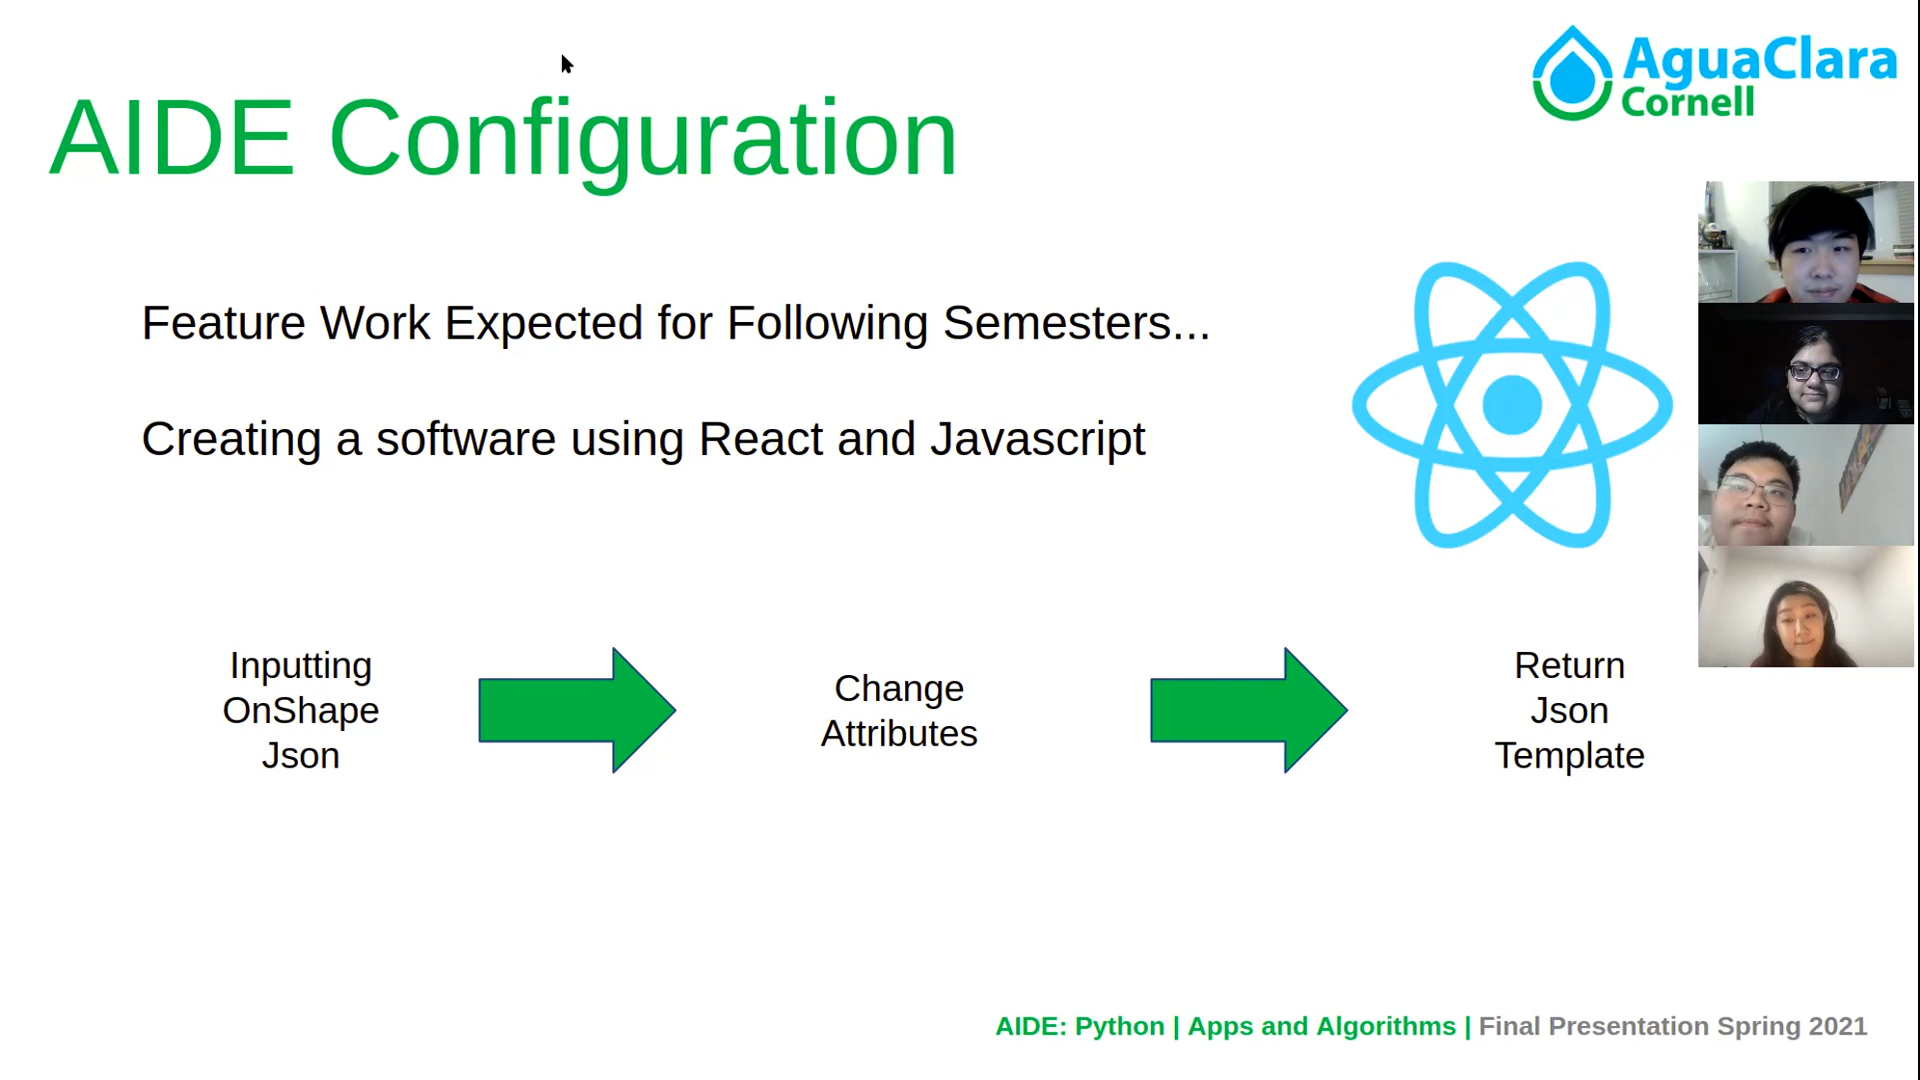 AguaClara
Cornell
AIDE Configuration
Feature Work Expected for Following Semesters...
Creating a software using React and Javascript
Inputting
OnShape
Json
Change
Attributes
Return
Json
Template
AIDE: Python | Apps and Algorithms | Final Presentation Spring 2021